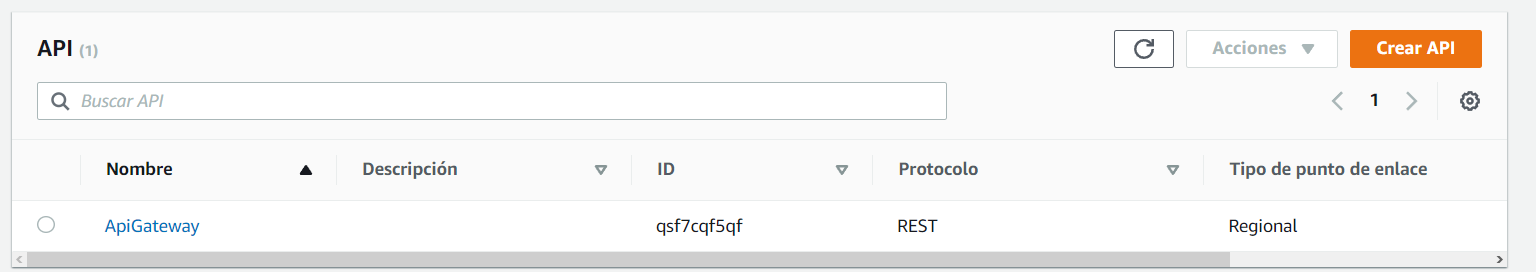 API (1)
Acciones
Crear API
Buscar API
1
Nombre Descripción ID Protocolo Tipo de punto de enlace
ApiGateway qsf7cqf5qf REST Regional